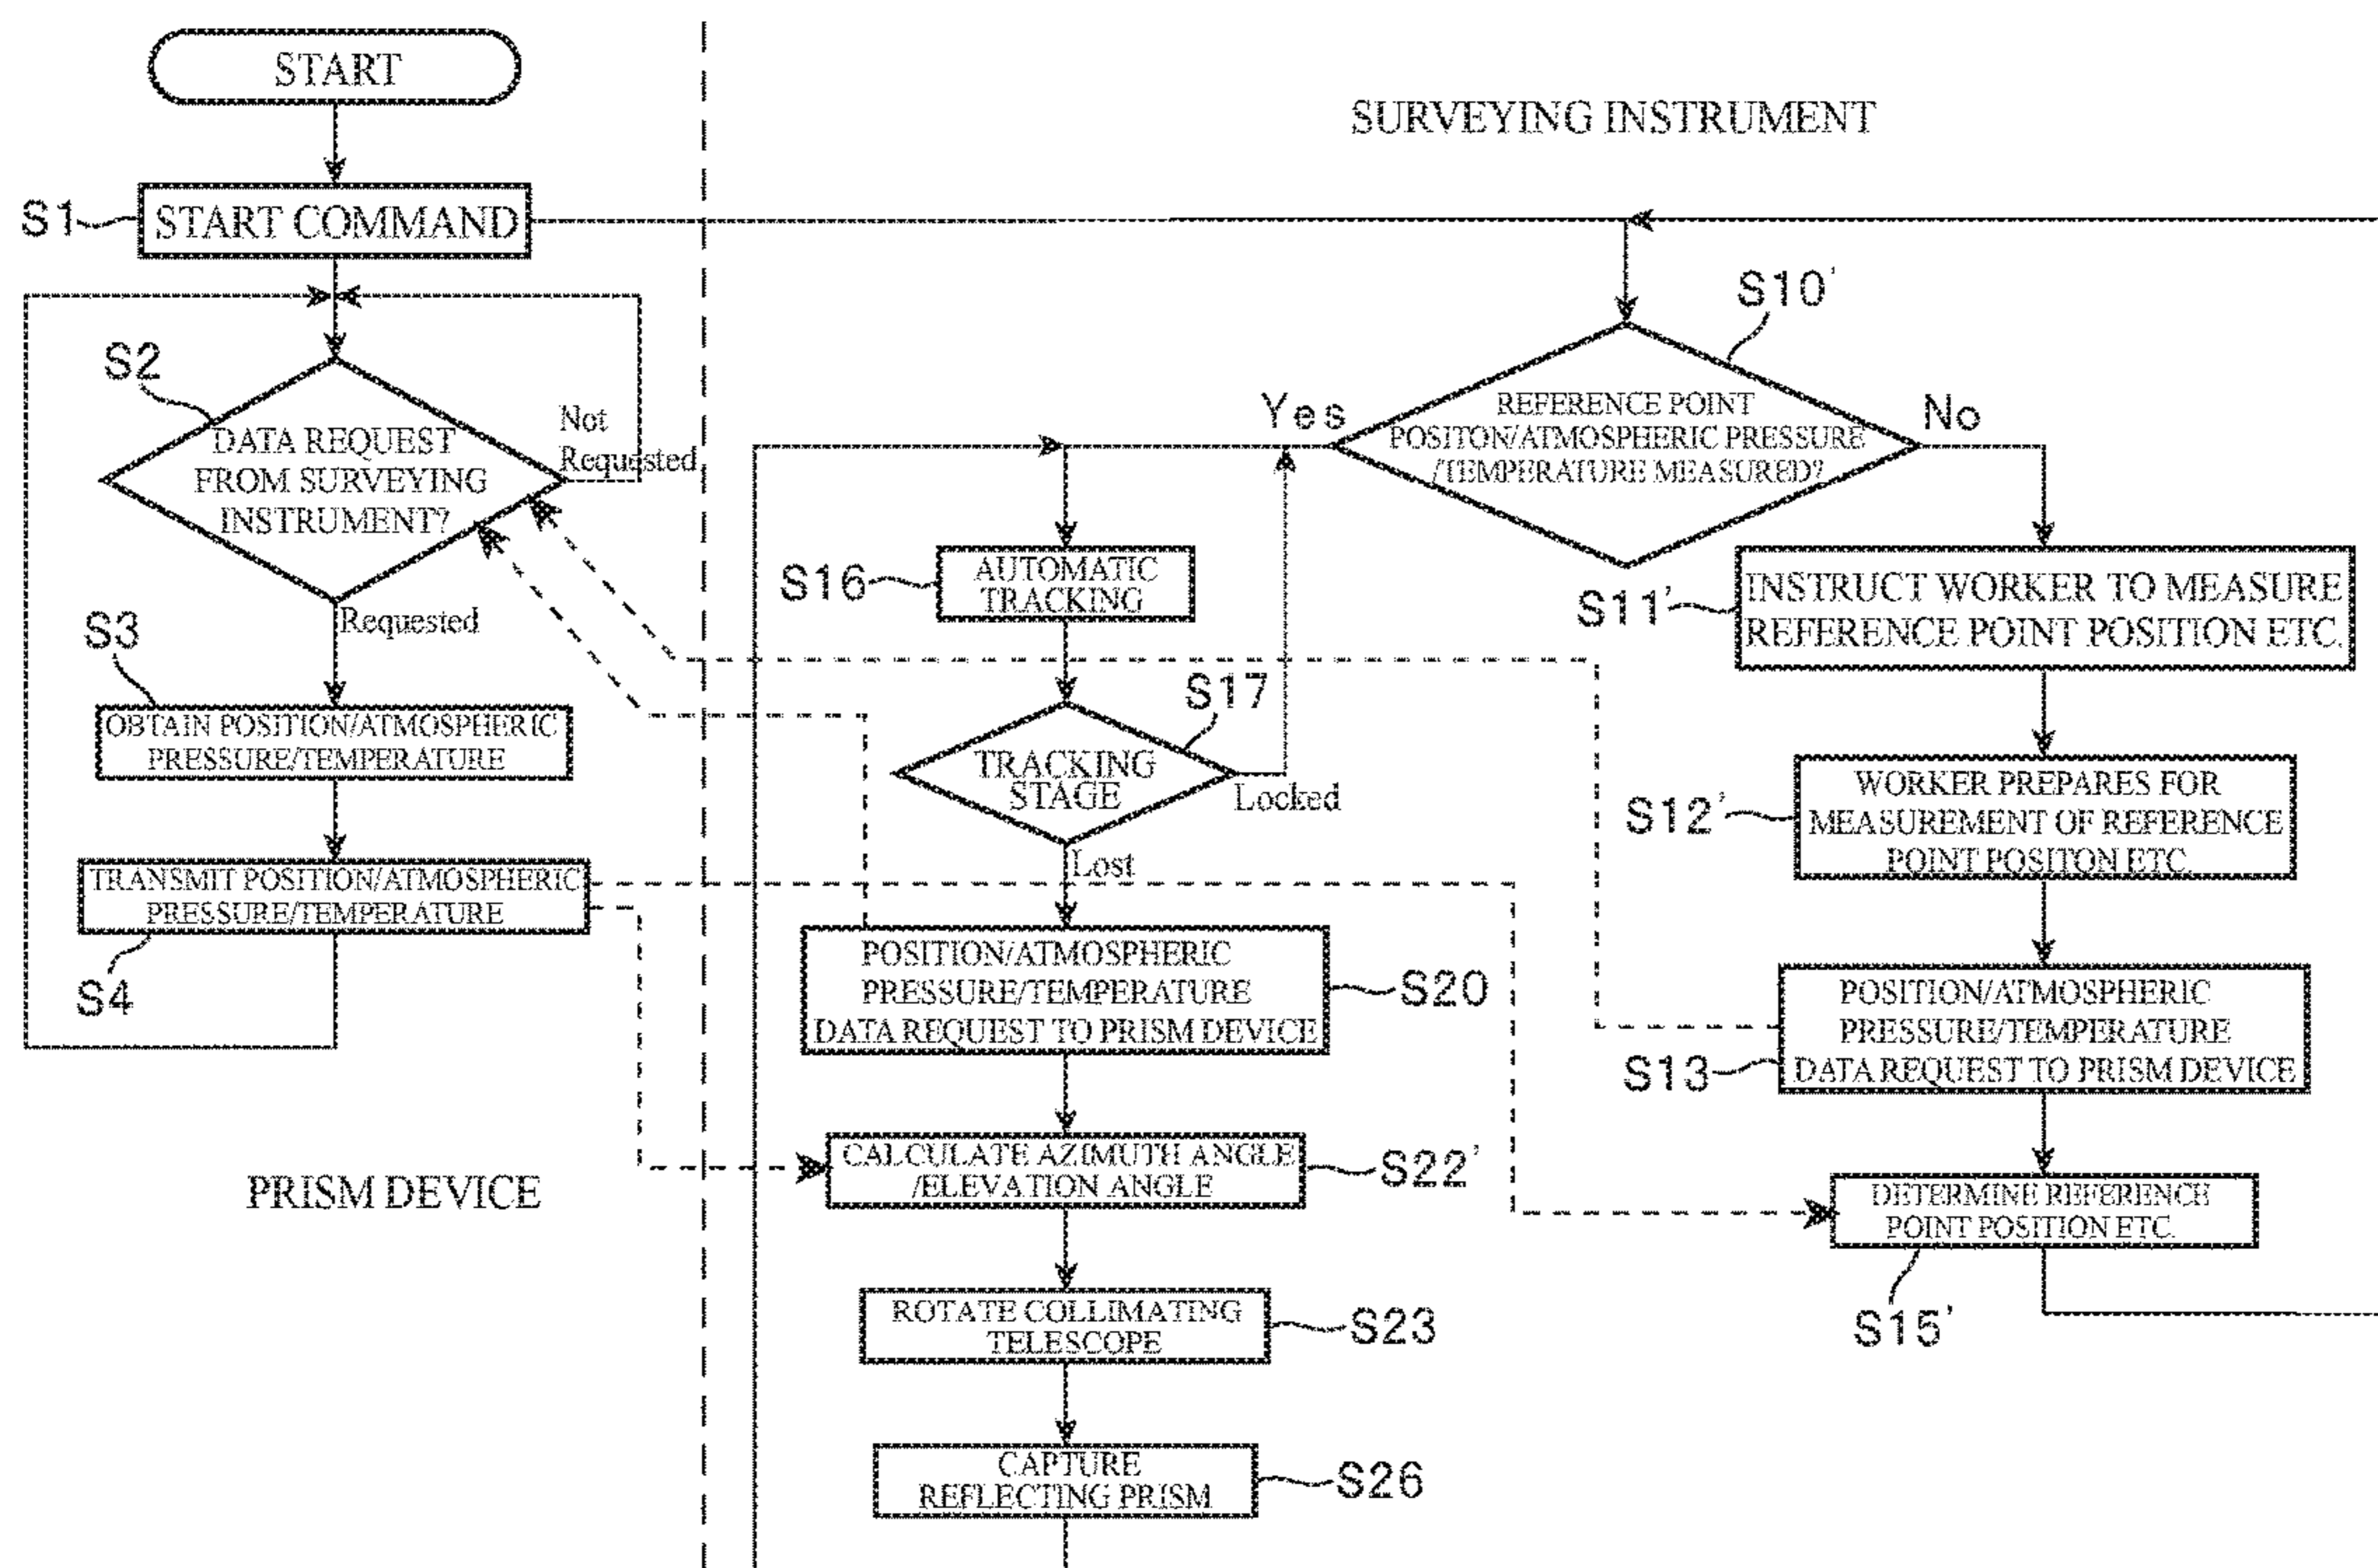 START
SURVEYING INSTRUMENT
S1
START COMMAND
S2
DATA REQUEST
FROM SURVEYING
INSTRUMENT?
Not
Requested
Requested
S3
OBTAIN POSITION/ATMOSPHERIC
PRESSURE/TEMPERATURE
TRANSMIT POSITION/ATMOSPHERIC
PRESSURE/TEMPERATURE
S4
PRISM DEVICE
S10'
REFERENCE POINT
POSITON/ATMOSPHERIC PRESSURE
/TEMPERATURE MEASURED?
Yes
No
S16
AUTOMATIC
TRACKING
S17
TRACKING
STAGE
Locked
Lost
POSITION/ATMOSPHERIC
PRESSURE/TEMPERATURE
DATA REQUEST TO PRISM DEVICE
S20
CALCULATE AZIMUTH ANGLE
/ELEVATION ANGLE
S22'
ROTATE COLLIMATING
TELESCOPE
S23
CAPTURE
REFLECTING PRISM
S26
S11'
INSTRUCT WORKER TO MEASURE
REFERENCE POINT POSITION ETC.
S12'
WORKER PREPARES FOR
MEASUREMENT OF REFERENCE
POINT POSITON ETC.
S13
POSITION/ATMOSPHERIC
PRESSURE/TEMPERATURE
DATA REQUEST TO PRISM DEVICE
DETERMINE REFERENCE
POINT POSITION ETC.
S15'